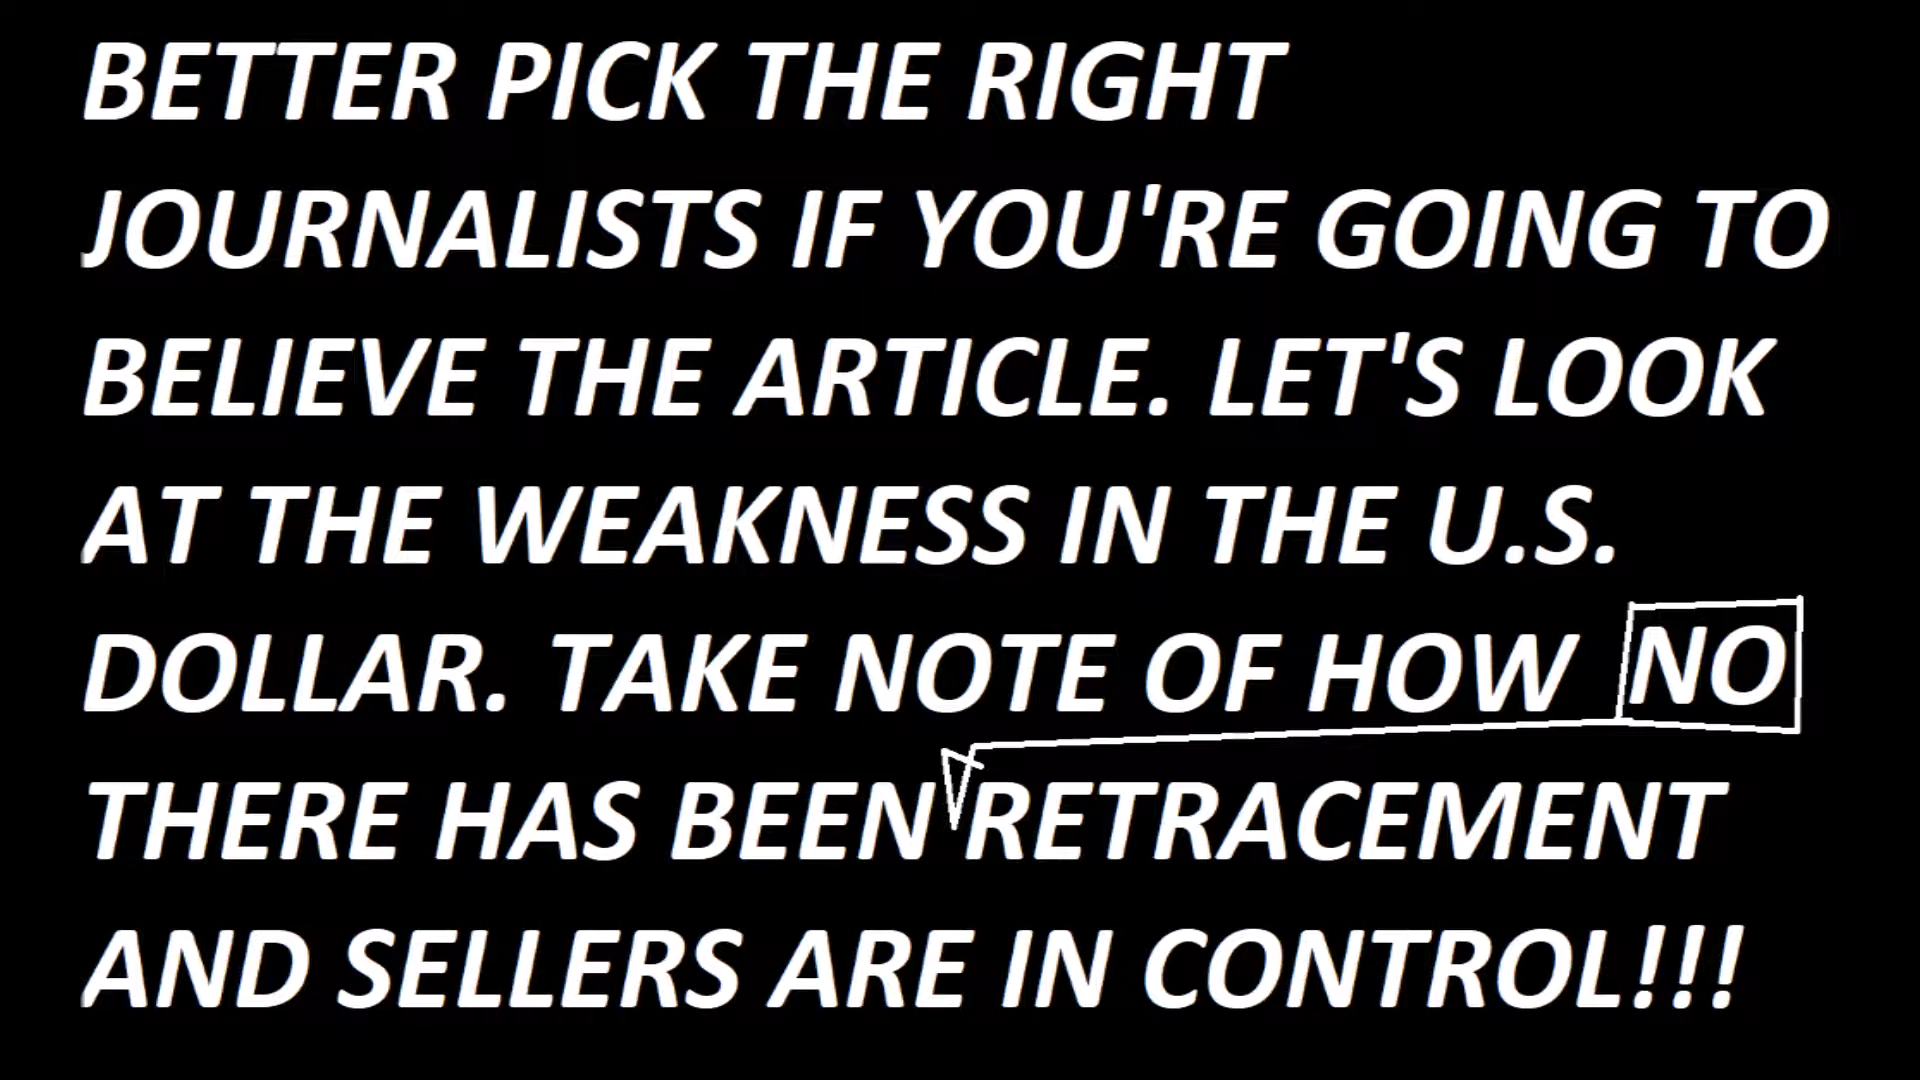 BETTER PICK THE RIGHT
JOURNALISTS IF YOU'RE GOING TO
BELIEVE THE ARTICLE. LET'S LOOK
AT THE WEAKNESS IN THE U.S.
DOLLAR. TAKE NOTE OF HOW NO
THERE HAS BEEN RETRACEMENT
AND SELLERS ARE IN CONTROL!!!